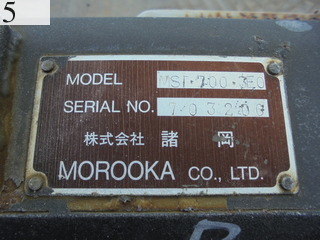 5
MODEL
SERIAL NO.
株式会社 諸岡
MOROOKA CO., LTD.